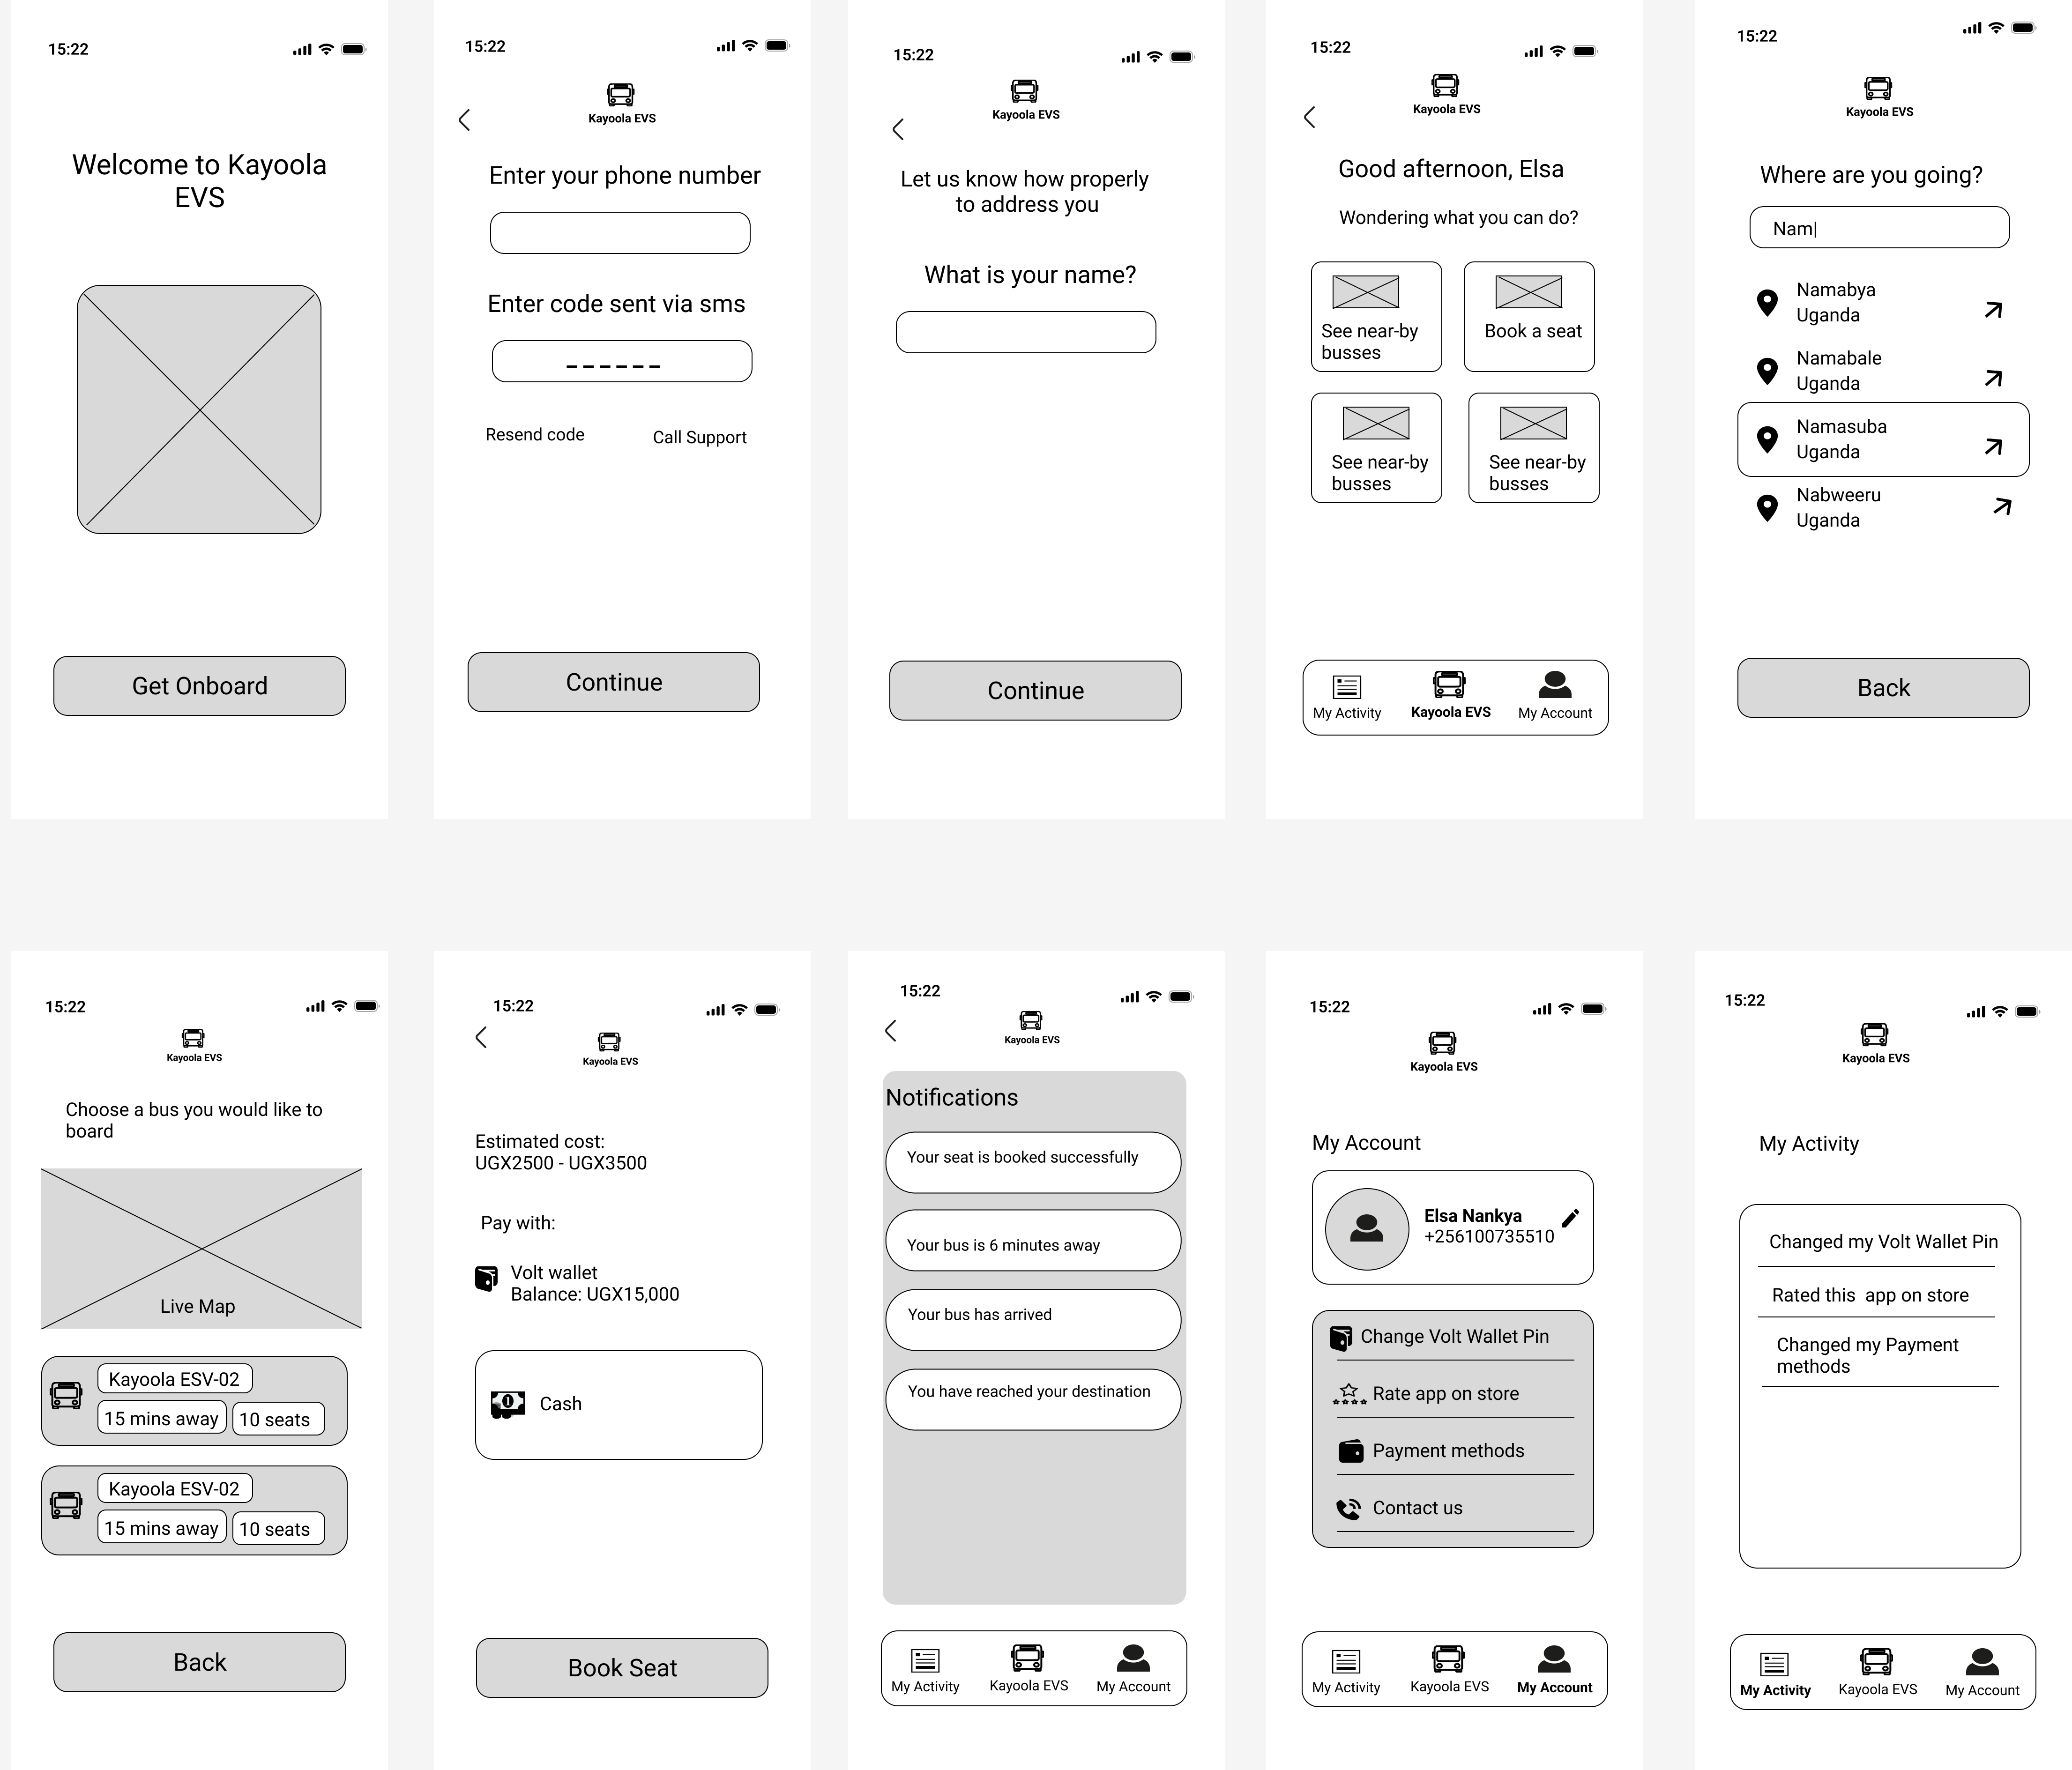 15:22
Welcome to Kayoola
EVS
Get Onboard
15:22
Kayoola EVS
Enter your phone number
Enter code sent via sms
______
Resend code
Call Support
Continue
15:22
Kayoola EVS
Let us know how properly
to address you
What is your name?
Continue
15:22
Kayoola EVS
Good afternoon, Elsa
Wondering what you can do?
See near-by
busses
Book a seat
See near-by
busses
See near-by
busses
My Activity
Kayoola EVS
My Account
15:22
Kayoola EVS
Where are you going?
Nam|
Namabya
Uganda
Namabale
Uganda
Namasuba
Uganda
Nabweeru
Uganda
Back
15:22
Kayoola EVS
Choose a bus you would like to
board
Live Map
Kayoola ESV-02
15 mins away
10 seats
Kayoola ESV-02
15 mins away
10 seats
Back
15:22
Kayoola EVS
Estimated cost:
UGX2500 - UGX3500
Pay with:
Volt wallet
Balance: UGX15,000
1
Cash
Book Seat
15:22
Kayoola EVS
Notifications
Your seat is booked successfully
Your bus is 6 minutes away
Your bus has arrived
You have reached your destination
My Activity
Kayoola EVS
My Account
15:22
Kayoola EVS
My Account
Elsa Nankya
+256100735510
Change Volt Wallet Pin
Rate app on store
Payment methods
Contact us
My Activity
Kayoola EVS
My Account
15:22
Kayoola EVS
My Activity
Changed my Volt Wallet Pin
Rated this  app on store
Changed my Payment
methods
My Activity
Kayoola EVS
My Account